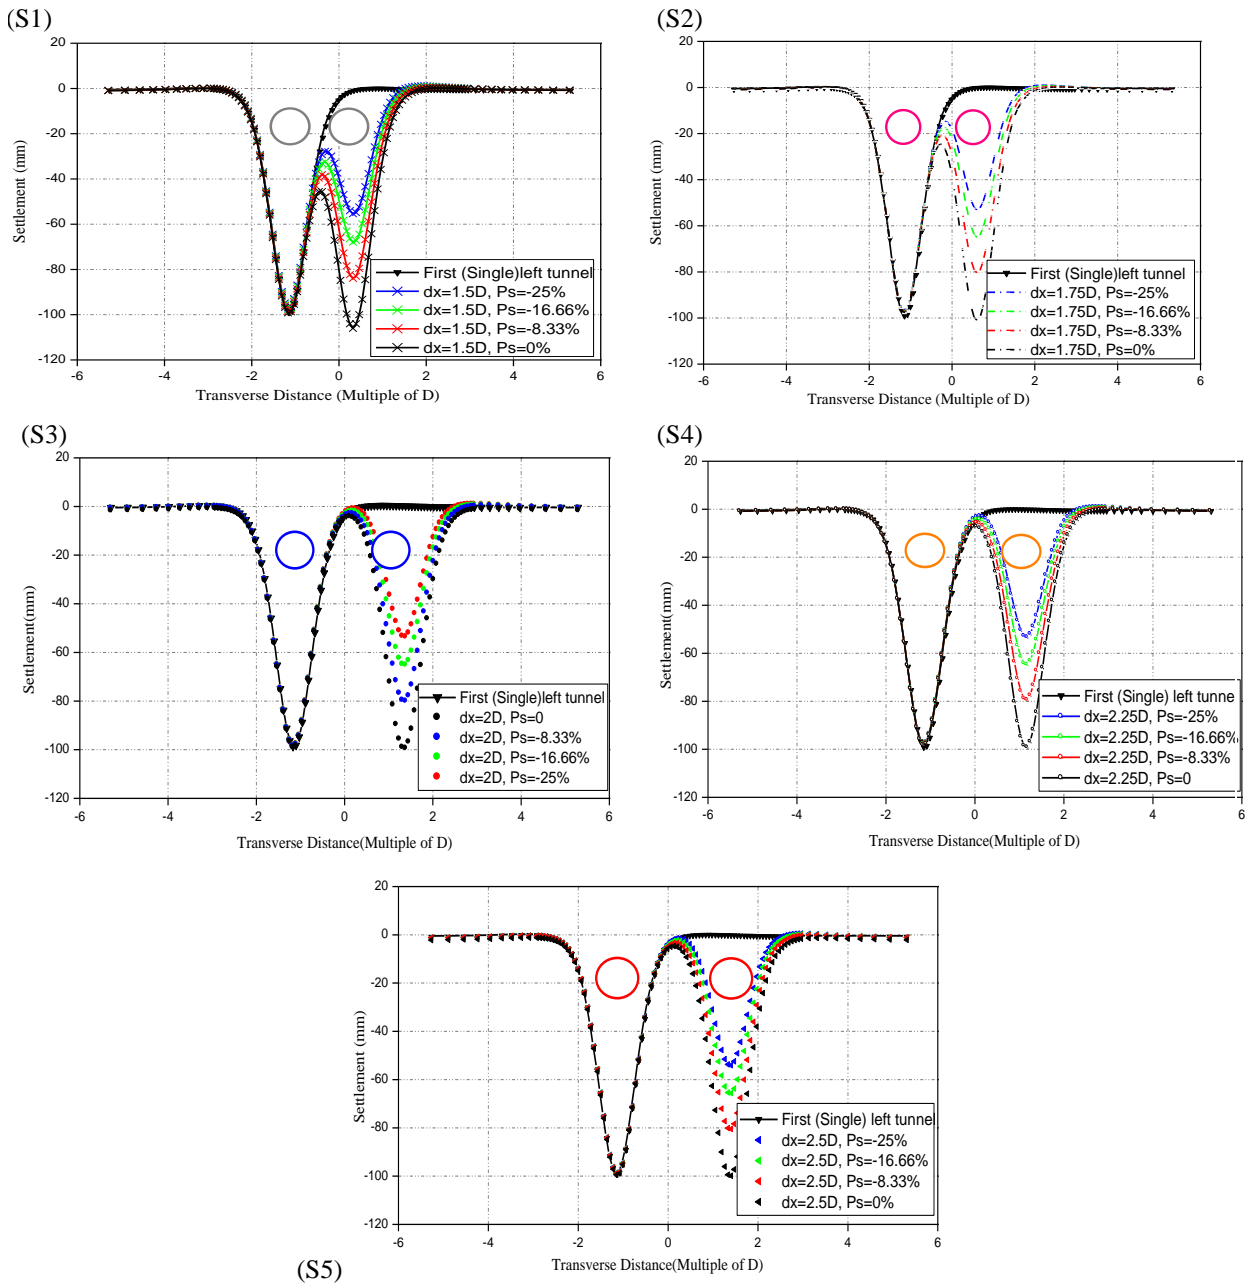 (S1)
20
0
-20
-40
-60
-80
-100
-120
Settlement (mm)
First (Single)left tunnel
dx=1.5D, Ps=-25%
dx=1.5D, Ps=-16.66%
dx=1.5D, Ps=-8.33%
dx=1.5D, Ps=0%
-6 -4 -2 0 2 4 6
Transverse Distance (Multiple of D)
(S2)
20
0
-20
-40
-60
-80
-100
-120
Settlement (mm)
First (Single)left tunnel
dx=1.75D, Ps=-25%
dx=1.75D, Ps=-16.66%
dx=1.75D, Ps=-8.33%
dx=1.75D, Ps=0%
-6 -4 -2 0 2 4 6
Transverse Distance (Multiple of D)
(S3)
20
0
-20
-40
-60
-80
-100
-120
Settlement(mm)
First (Single)left tunnel
dx=2D, Ps=0
dx=2D, Ps=-8.33%
dx=2D, Ps=-16.66%
dx=2D, Ps=-25%
-6 -4 -2 0 2 4 6
Transverse Distance(Multiple of D)
(S4)
20
0
-20
-40
-60
-80
-100
-120
Settlement(mm)
First (Single) left tunne
dx=2.25D, Ps=-25%
dx=2.25D, Ps=-16.66%
dx=2.25D, Ps=-8.33%
dx=2.25D, Ps=0
-6 -4 -2 0 2 4 6
Transverse Distance(Multiple of D)
20
0
-20
-40
-60
-80
-100
-120
Settlement (mm)
First (Single) left tunnel
dx=2.5D, Ps=-25%
dx=2.5D, Ps=-16.66%
dx=2.5D, Ps=-8.33%
dx=2.5D, Ps=0%
-6 -4 -2 0 2 4 6
Transverse Distance(Multiple of D)
(S5)